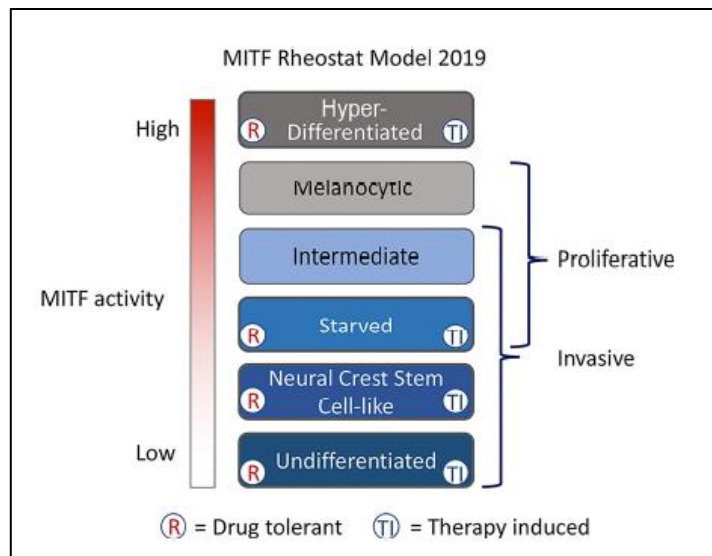 MITF Rheostat Model 2019
High
Hyper-
Differentiated
R
TI
Melanocytic
Intermediate
Proliferative
MITF activity
Starved
R
TI
Invasive
Neural Crest Stem
Cell-like
R
TI
Low
Undifferentiated
R
TI
R = Drug tolerant TI = Therapy induced